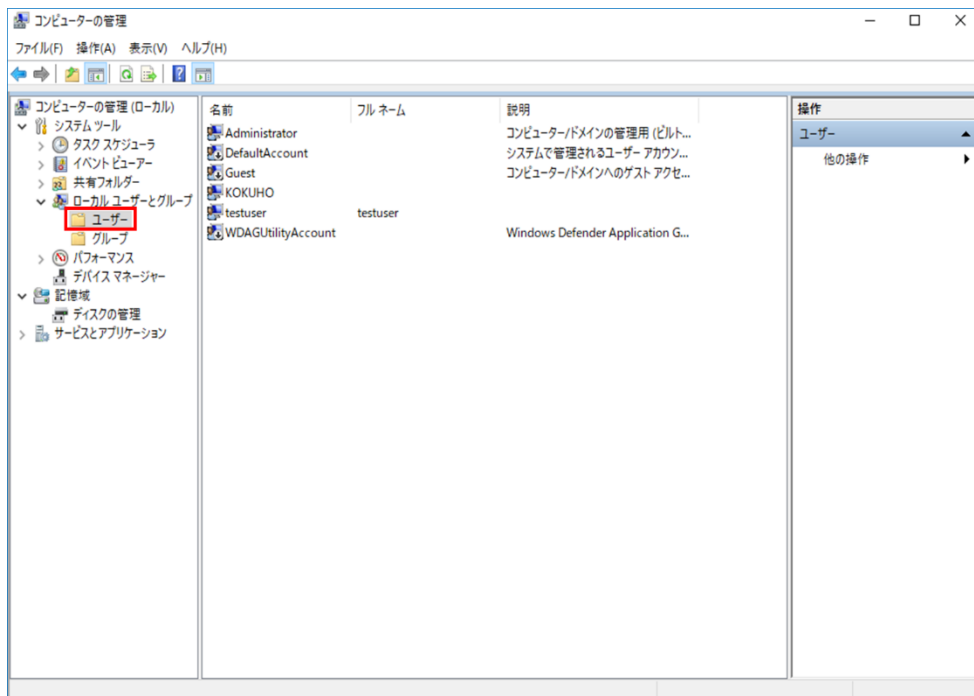 コンピューターの管理
ファイル(F) 操作(A) 表示(V) ヘルプ(H)
コンピューターの管理 (ローカル)
システム ツール
タスク スケジューラ
イベント ビューアー
共有フォルダー
ローカル ユーザーとグループ
ユーザー
グループ
パフォーマンス
デバイス マネージャー
記憶域
ディスクの管理
サービスとアプリケーション
名前 フル ネーム 説明
Administrator コンピューター/ドメインの管理用 (ビルト...
DefaultAccount システムで管理されるユーザー アカウン...
Guest コンピューター/ドメインへのゲスト アクセ...
KOKUHO
testuser testuser
WDAGUtilityAccount Windows Defender Application G...
操作
ユーザー
他の操作